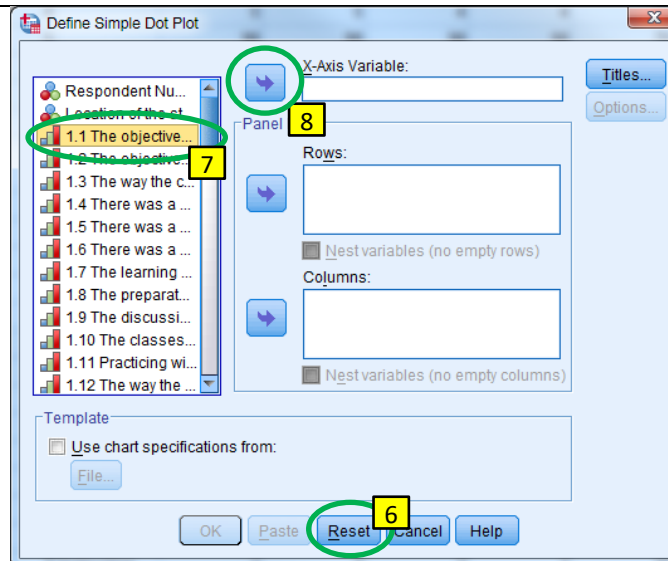 Define Simple Dot Plot
X
X-Axis Variable:
Titles...
Options...
Respondent Nu...
Location of the st...
1.1 The objective...
1.2 The objective...
1.3 The way the c...
1.4 There was a ...
1.5 There was a ...
1.6 There was a ...
1.7 The learning ...
1.8 The preparat...
1.9 The discussi...
1.10 The classes...
1.11 Practicing wi...
1.12 The way the ...
7
8
Panel
Rows:
Nest variables (no empty rows)
Columns:
Nest variables (no empty columns)
Template
Use chart specifications from:
File...
6
OK
Paste
Reset
Cancel
Help